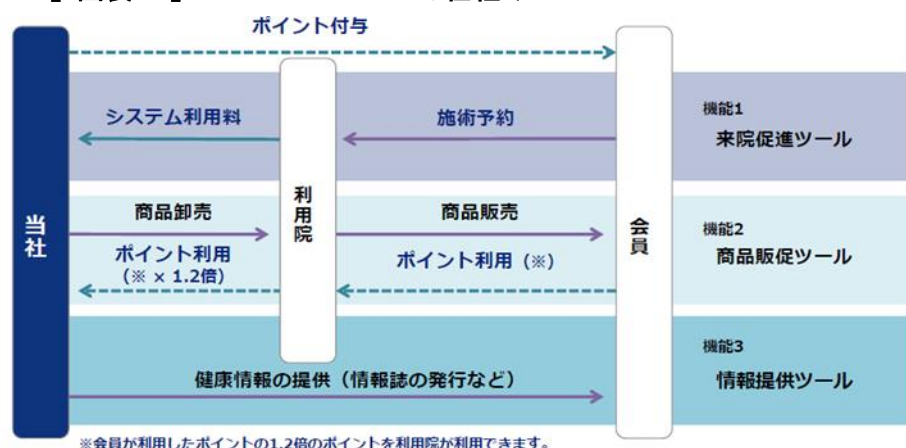 ポイント付与
機能1
システム利用料
施術予約
来院促進ツール
当社
利用院
会員
商品卸売
商品販売
機能2
商品販促ツール
ポイント利用
(※ × 1.2倍)
ポイント利用(※)
機能3
健康情報の提供(情報誌の発行など)
情報提供ツール
※会員が利用したポイントの1.2倍のポイントを利用院が利用できます。